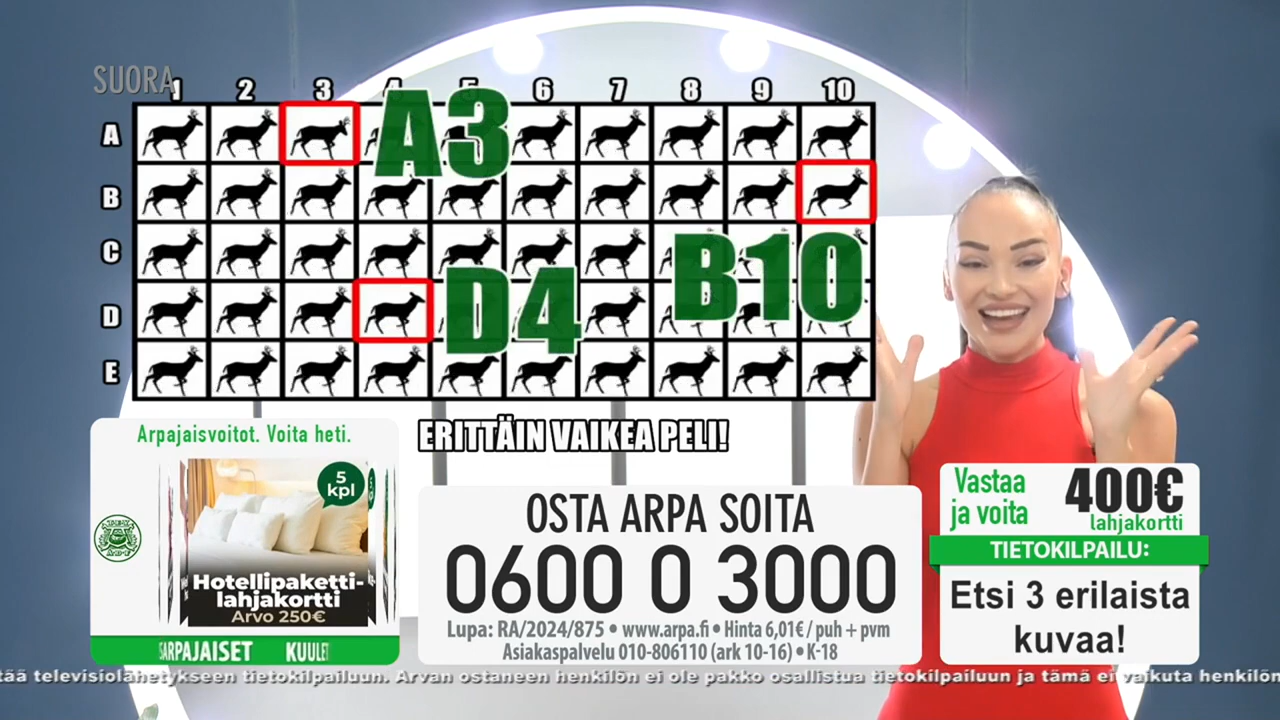 SUORA
1 2 3 4 5 6 7 8 9 10
A
B
C
D
E
A3
B10
D4
ERITTÄIN VAIKEA PELI!
Arpajaisvoitot. Voita heti.
5
kpl
Hotellipaketti-
lahjakortti
Arvo 250€
SARPAJAISET KUULET
OSTA ARPA SOITA
0600 0 3000
Lupa: RA/2024/875 • www.arpa.fi • Hinta 6,01€ / puh + pvm
Asiakaspalvelu 010-806110 (ark 10-16) • K-18
Vastaa
ja voita
400€
lahjakortti
TIETOKILPAILU:
Etsi 3 erilaista
kuvaa!
tää televisiolähetykseen tietokilpailuun. Arvan ostaneen henkilön ei ole pakko osallistua tietokilpailuun ja tämä ei vaikuta henkilön